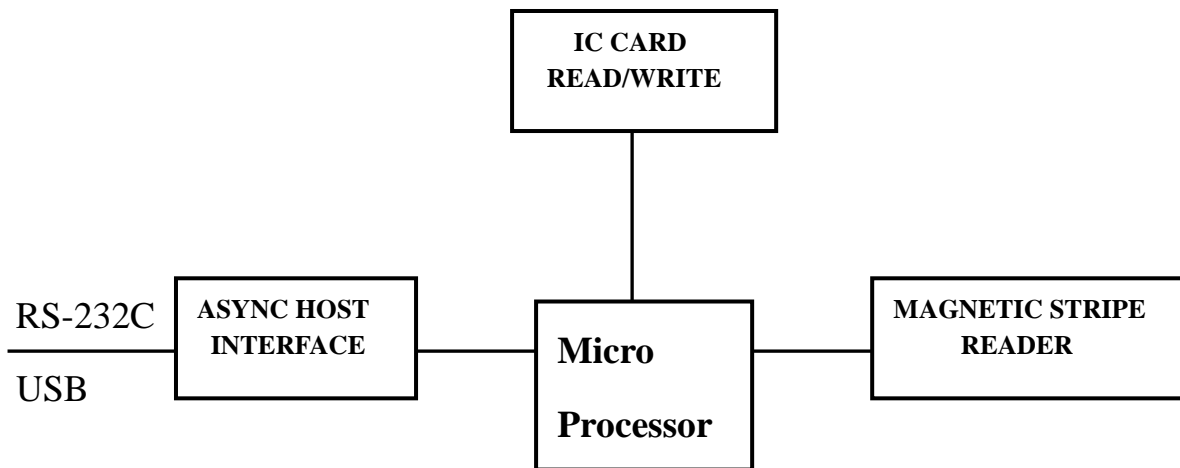 IC CARD
READ/WRITE
RS-232C
USB
ASYNC HOST
INTERFACE
Micro
Processor
MAGNETIC STRIPE
READER